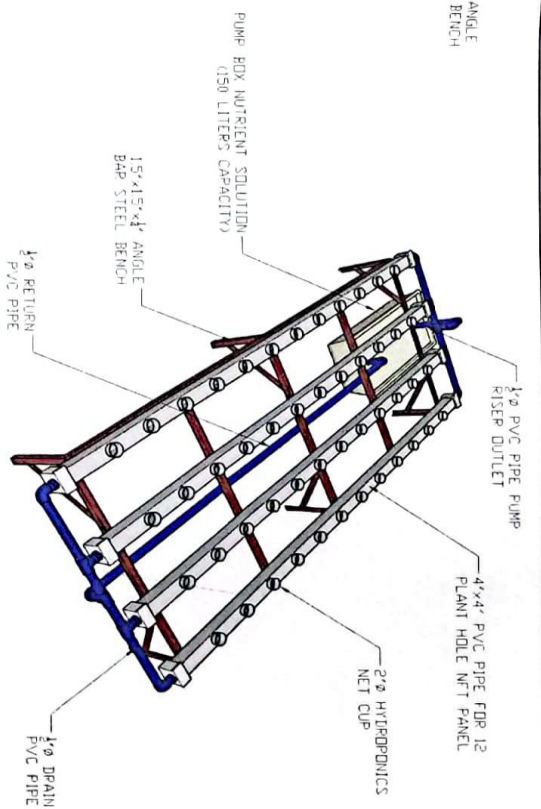 ANGLE
BENCH
½"Ø PVC PIPE PUMP
RISER OUTLET
4"x4" PVC PIPE FOR 12
PLANT HOLE NFT PANEL
2"Ø HYDROPONICS
NET CUP
½"Ø DRAIN
PVC PIPE
PUMP BOX NUTRIENT SOLUTION
(150 LITERS CAPACITY)
1.5"x1.5"x¼" ANGLE
BAR STEEL BENCH
½"Ø RETURN
PVC PIPE